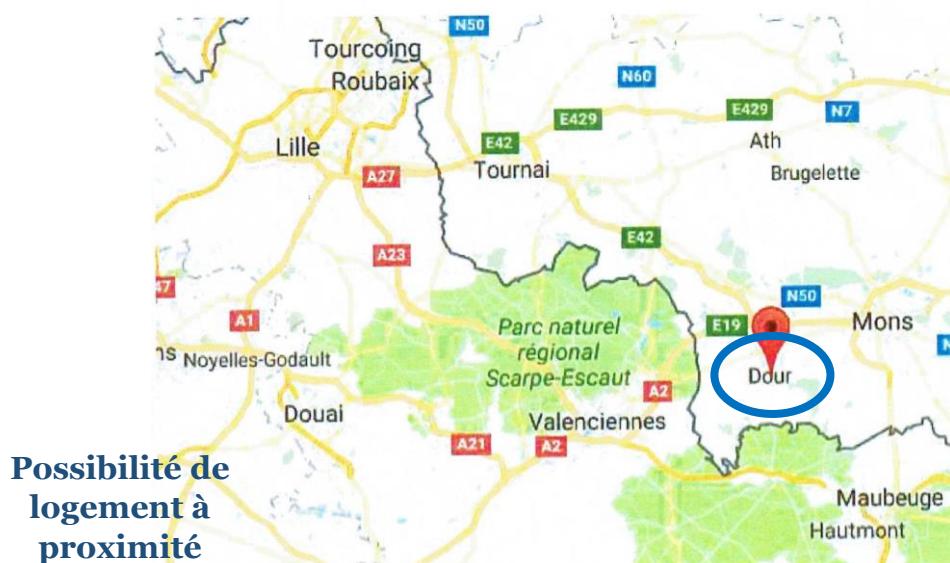 N50
Tourcoing
Roubaix
N60
E429
N7
E429
E42
Lille
Ath
Tournai
Brugelette
A27
E42
A23
47
N50
A1
E19
Mons
Parc naturel
régional
Scarpe-Escaut
N
ns
Noyelles-Godault
Dour
A2
Douai
Valenciennes
A21
A2
Possibilité de
logement à
proximité
Maubeuge
Hautmont